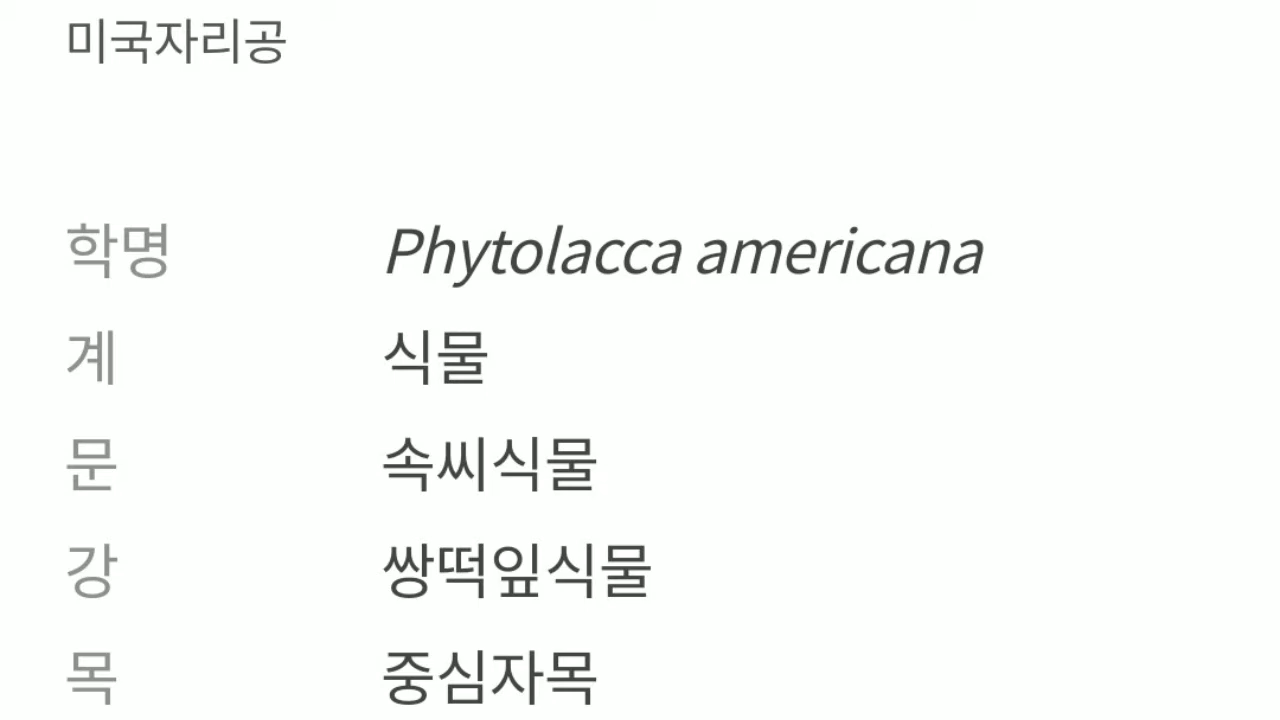 미국자리공
학명 Phytolacca americana
계 식물
문 속씨식물
강 쌍떡잎식물
목 중심자목